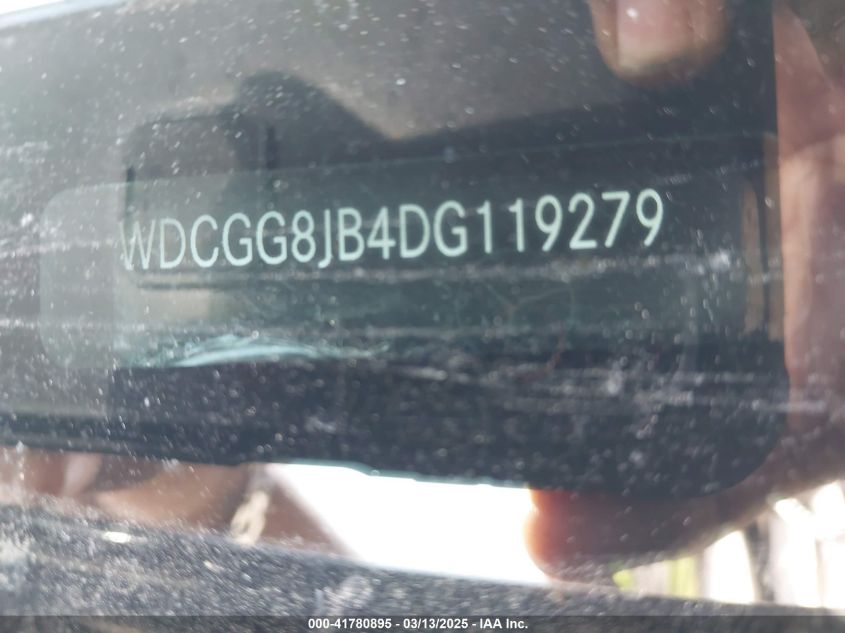 WDCGG8JB4DG119279
000-41780895 - 03/13/2025 - IAA Inc.